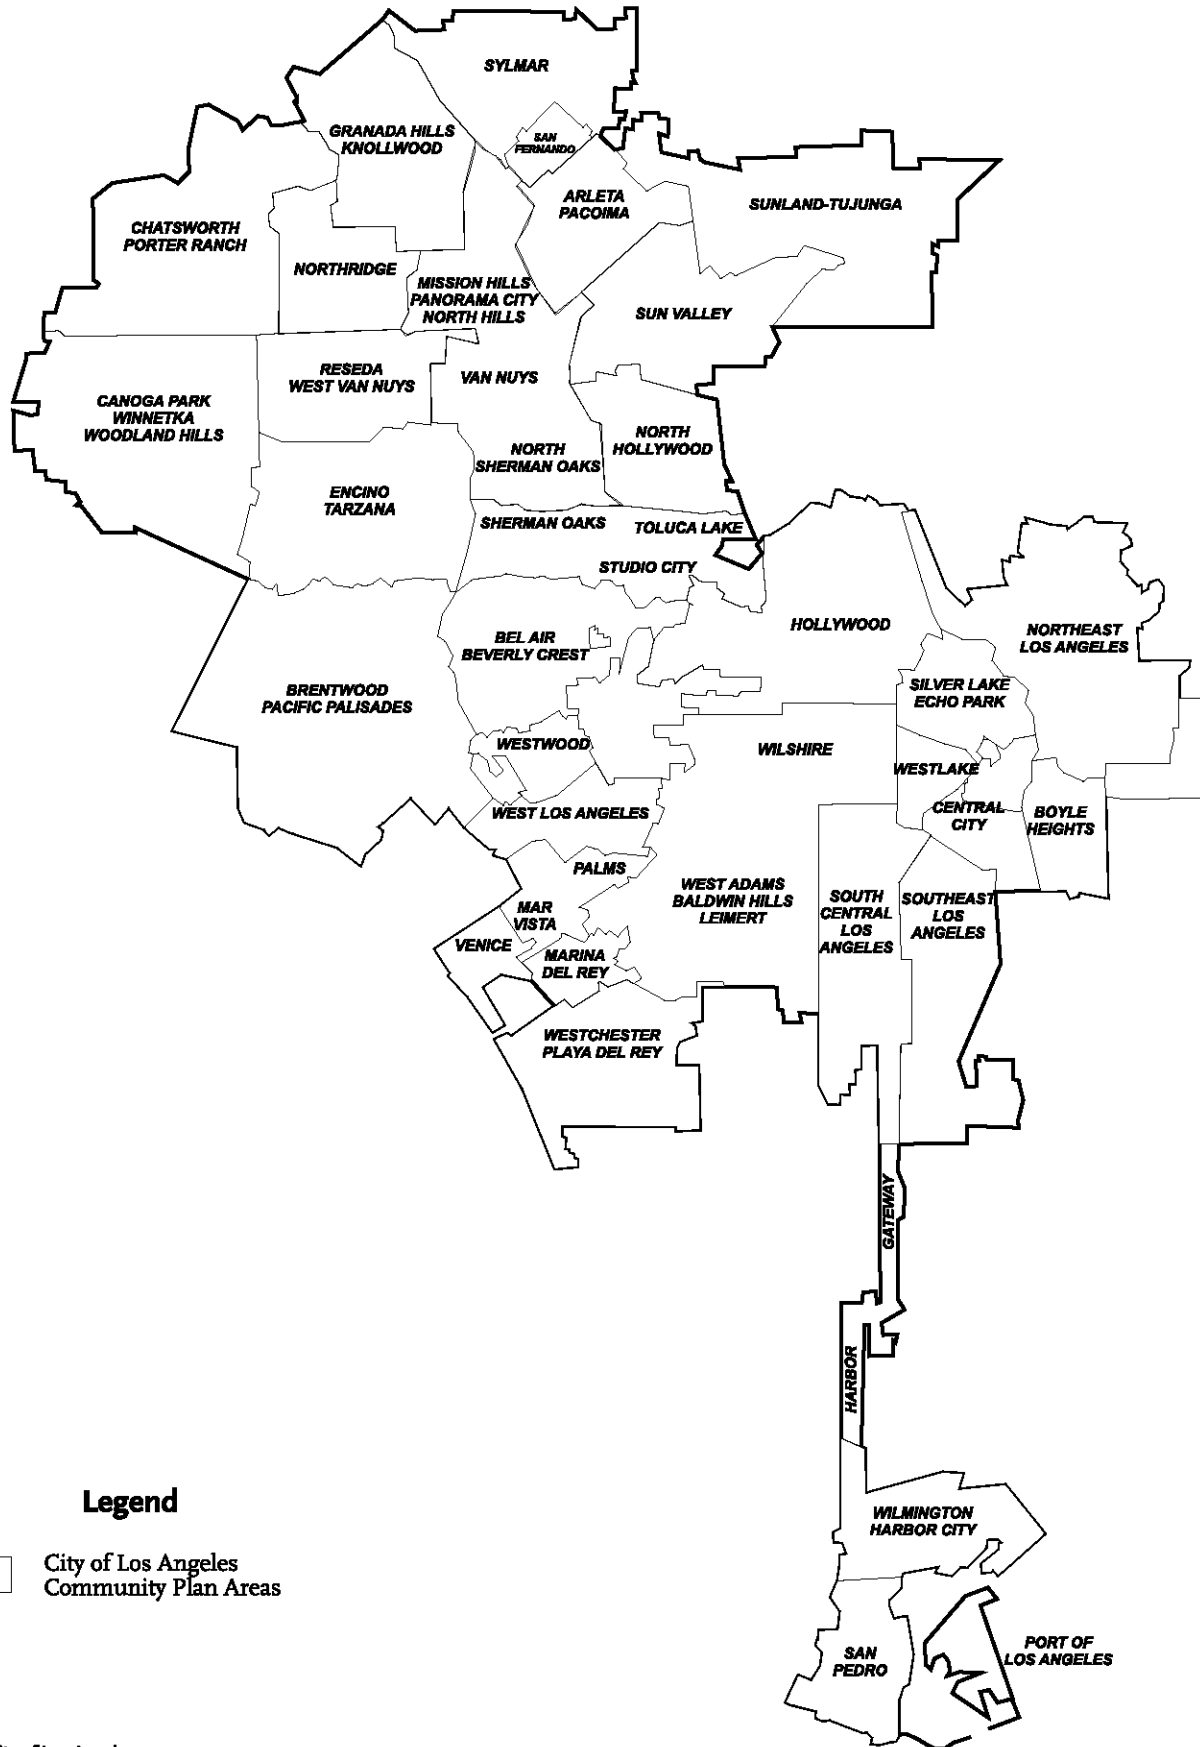 SYLMAR
GRANADA HILLS
KNOLLWOOD
SAN
FERNANDO
ARLETA
PACOIMA
SUNLAND-TUJUNGA
CHATSWORTH
PORTER RANCH
NORTHRIDGE
MISSION HILLS
PANORAMA CITY
NORTH HILLS
SUN VALLEY
RESEDA
WEST VAN NUYS
VAN NUYS
CANOGA PARK
WINNETKA
WOODLAND HILLS
NORTH
HOLLYWOOD
NORTH
SHERMAN OAKS
ENCINO
TARZANA
SHERMAN OAKS
TOLUCA LAKE
STUDIO CITY
HOLLYWOOD
NORTHEAST
LOS ANGELES
BEL AIR
BEVERLY CREST
BRENTWOOD
PACIFIC PALISADES
SILVER LAKE
ECHO PARK
WESTWOOD
WILSHIRE
WESTLAKE
WEST LOS ANGELES
CENTRAL
CITY
BOYLE
HEIGHTS
PALMS
WEST ADAMS
BALDWIN HILLS
LEIMERT
SOUTH
CENTRAL
LOS
ANGELES
SOUTHEAST
LOS
ANGELES
MAR
VISTA
VENICE
MARINA
DEL REY
WESTCHESTER
PLAYA DEL REY
GATEWAY
HARBOR
Legend
City of Los Angeles
Community Plan Areas
WILMINGTON
HARBOR CITY
SAN
PEDRO
PORT OF
LOS ANGELES